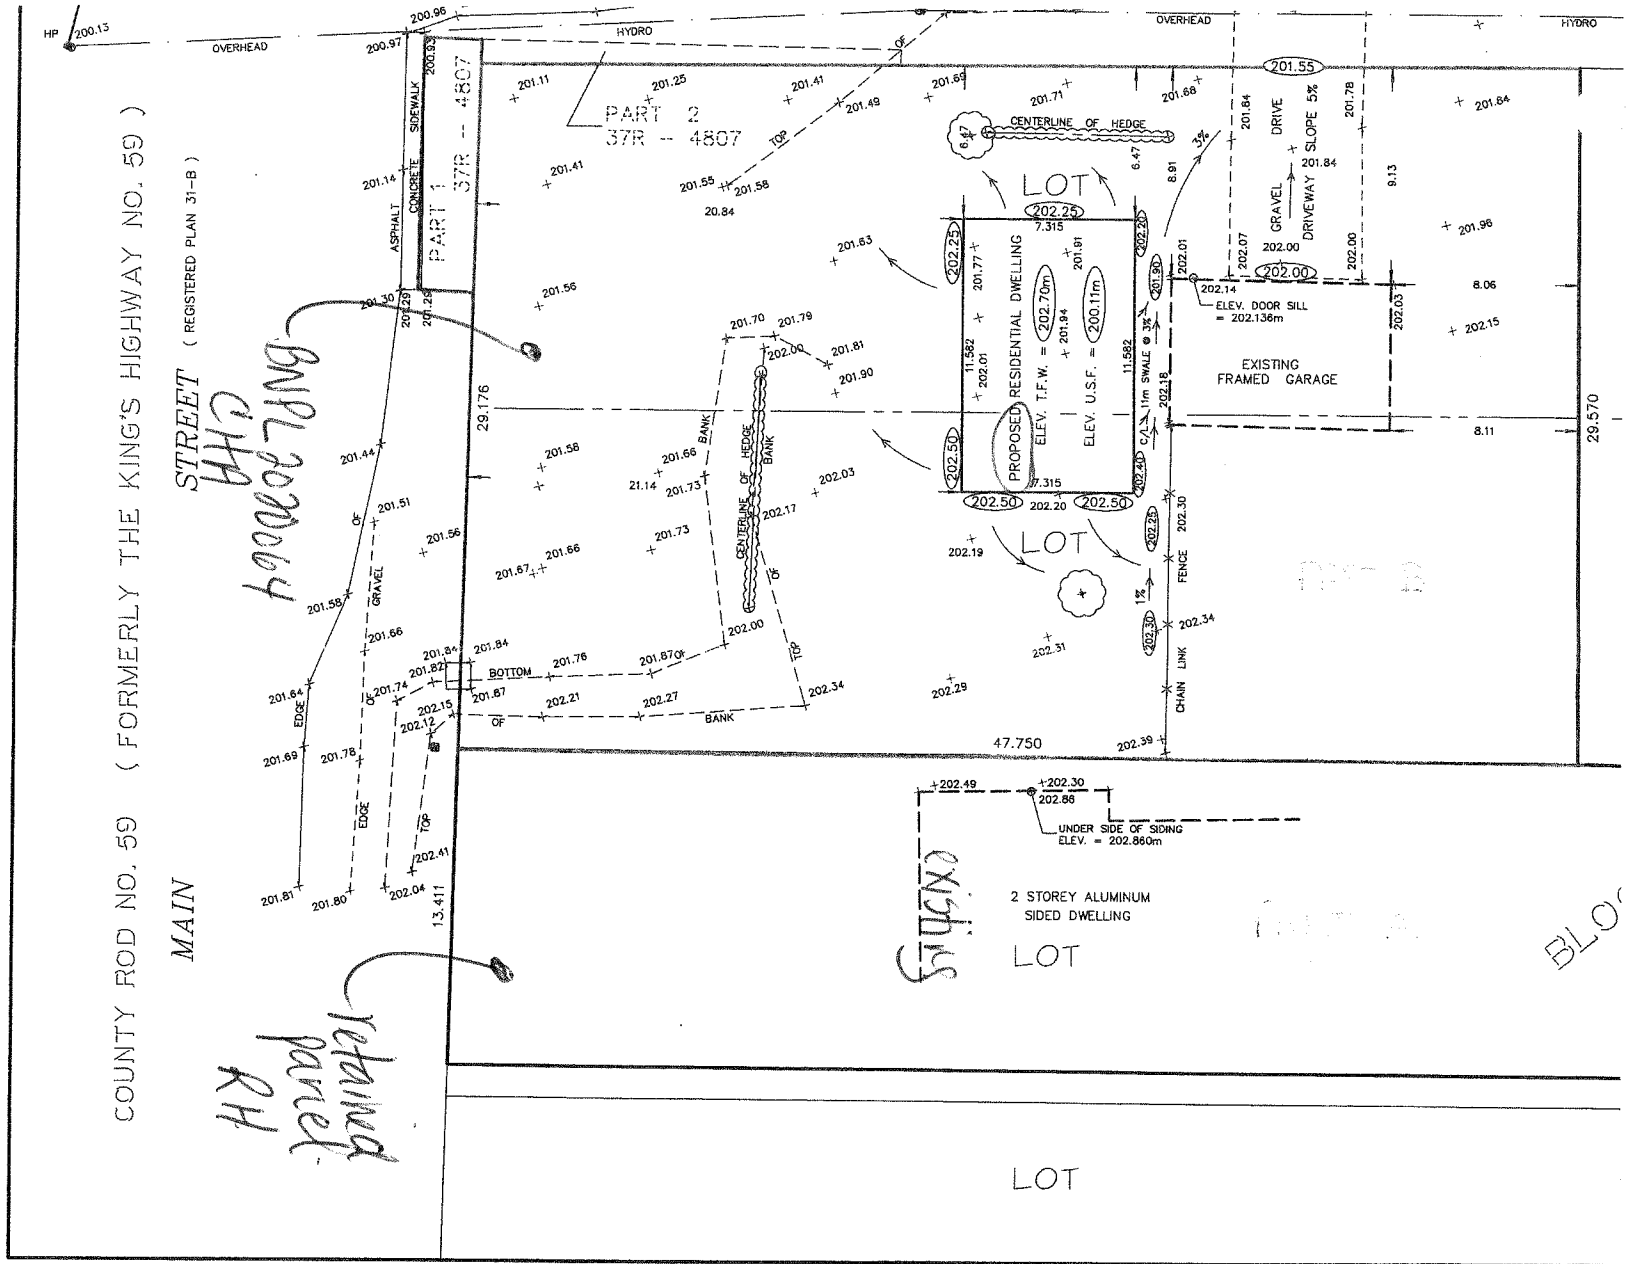 HP
200.13
OVERHEAD
200.96
200.97
200.93
HYDRO
OF
OVERHEAD
HYDRO
COUNTY ROD NO. 59 ( FORMERLY THE KING'S HIGHWAY NO. 59 )
MAIN STREET ( REGISTERED PLAN 31-B )
ASPHALT
CONCRETE SIDEWALK
PART 1
37R -- 4807
PART 2
37R -- 4807
201.11
201.25
201.41
201.49
201.69
201.71
201.68
201.55
201.84
201.78
201.84
201.14
201.41
TOP
201.55
201.58
20.84
CENTERLINE OF HEDGE
6.47
6.47
8.91
3%
GRAVEL DRIVE
DRIVEWAY SLOPE 5%
201.84
9.13
201.96
LOT
202.25
7.315
202.20
202.01
202.07
202.00
202.00
202.00
201.63
202.25
201.77
201.91
201.90
202.14
ELEV. DOOR SILL
= 202.136m
202.03
8.06
202.15
201.30
201.29
201.29
201.56
PROPOSED RESIDENTIAL DWELLING
ELEV. T.F.W. = 202.70m
201.94
ELEV. U.S.F. = 200.11m
11.582
202.01
11.582
C/L .11m SWALE @ 3%
202.18
EXISTING
FRAMED GARAGE
BNPL2020064
CHA
201.70
201.79
202.00
201.81
201.90
29.176
29.570
8.11
BANK
CENTERLINE OF HEDGE
BANK
201.44
201.58
201.66
21.14
201.73
202.03
202.17
202.50
202.40
7.315
202.50
202.20
202.50
OF
201.51
201.56
201.73
201.66
201.67
202.19
LOT
202.25
202.30
CHAIN LINK FENCE
GRAVEL
201.58
OF
1%
202.30
202.34
201.66
202.00
TOP
202.31
201.84
201.84
201.82
BOTTOM
201.76
201.87
OF
201.64
OF
201.74
201.87
202.15
202.21
202.27
202.34
202.29
EDGE
202.12
OF
BANK
201.69
201.78
47.750
202.39
EDGE
TOP
202.49
202.30
202.86
UNDER SIDE OF SIDING
ELEV. = 202.860m
202.41
201.81
201.80
202.04
13.411
existing
2 STOREY ALUMINUM
SIDED DWELLING
LOT
retained
parcel
RH
LOT